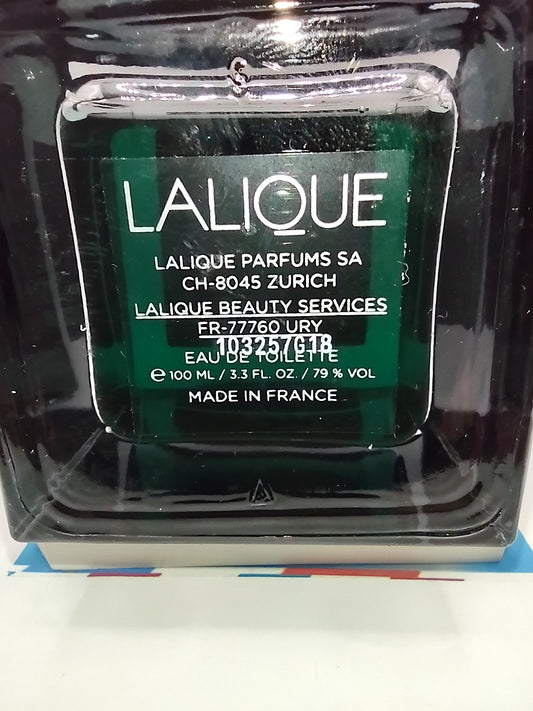 LALIQUE
LALIQUE PARFUMS SA
CH-8045 ZURICH
LALIQUE BEAUTY SERVICES
FR-77760 URY
103257G18
EAU DE TOILETTE
e 100 ML / 3.3 FL. OZ. / 79 % VOL
MADE IN FRANCE